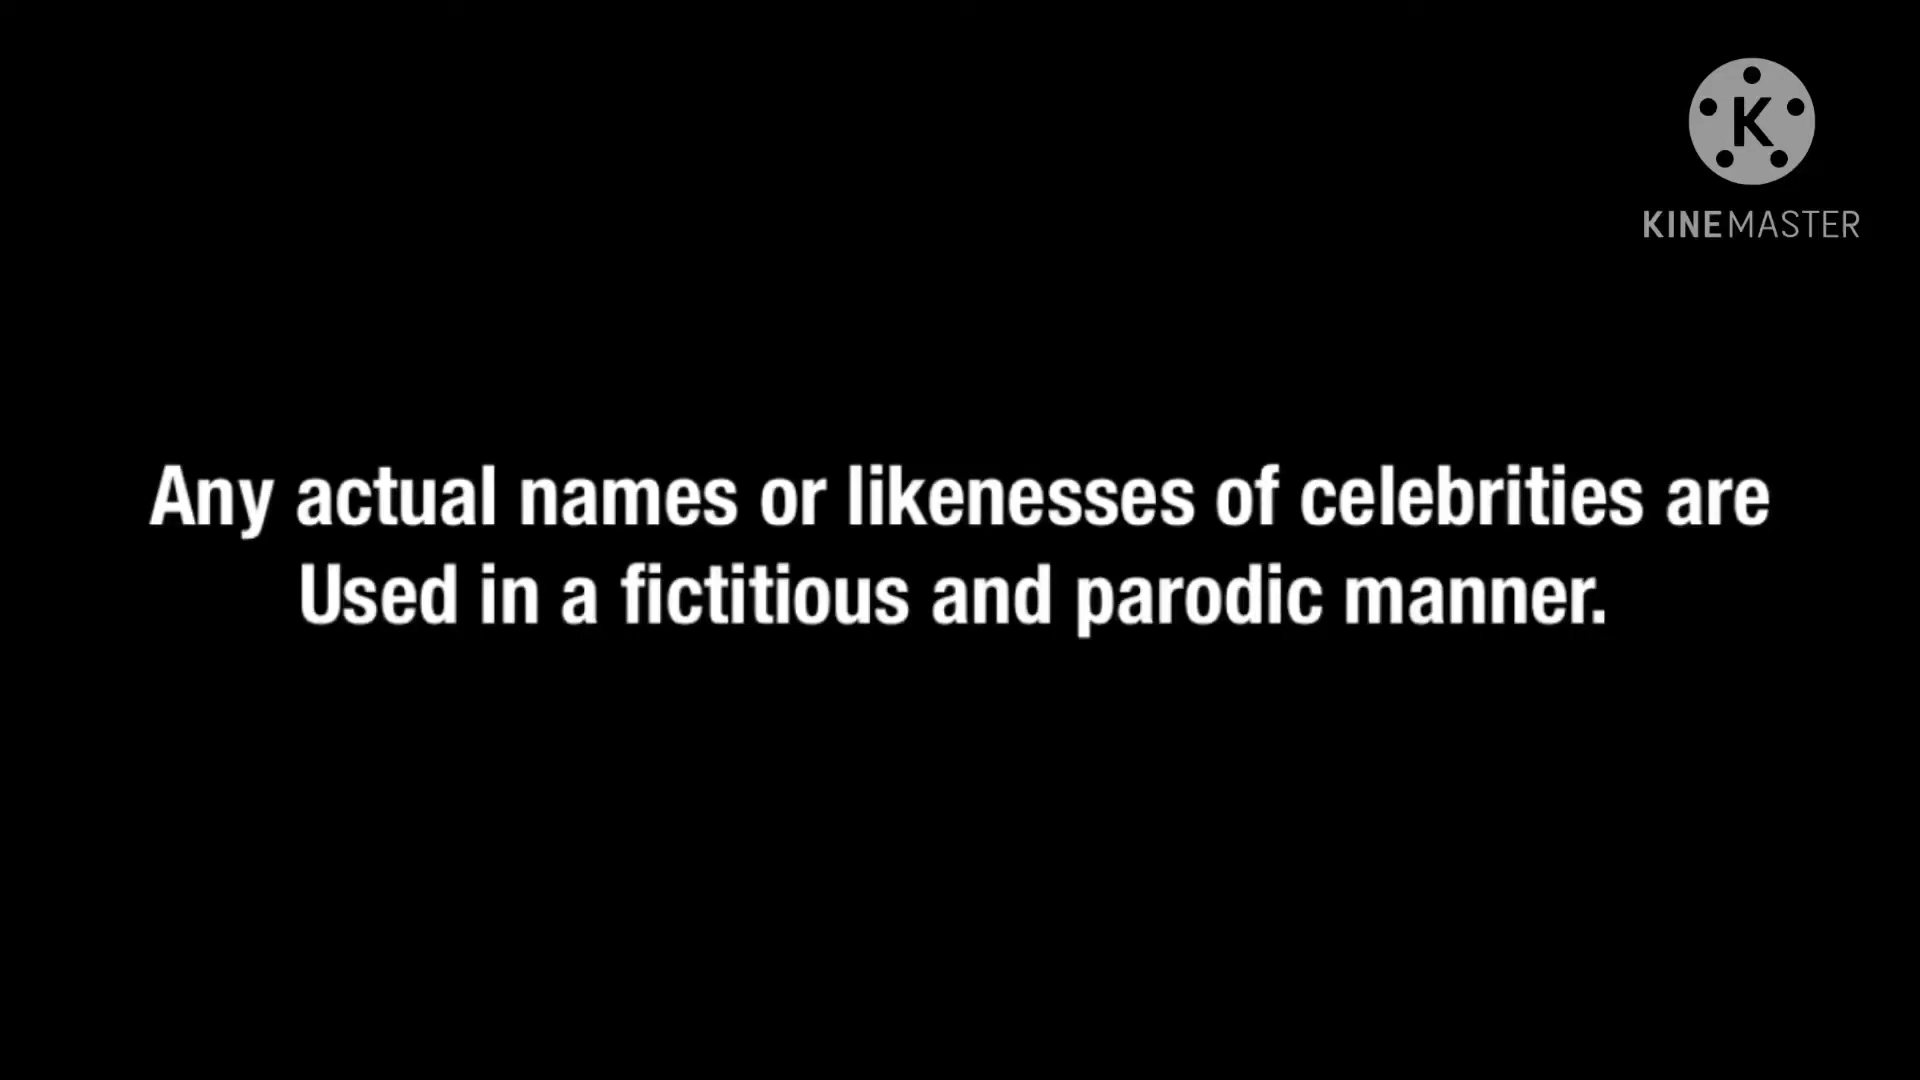 K
KINEMASTER
Any actual names or likenesses of celebrities are
Used in a fictitious and parodic manner.